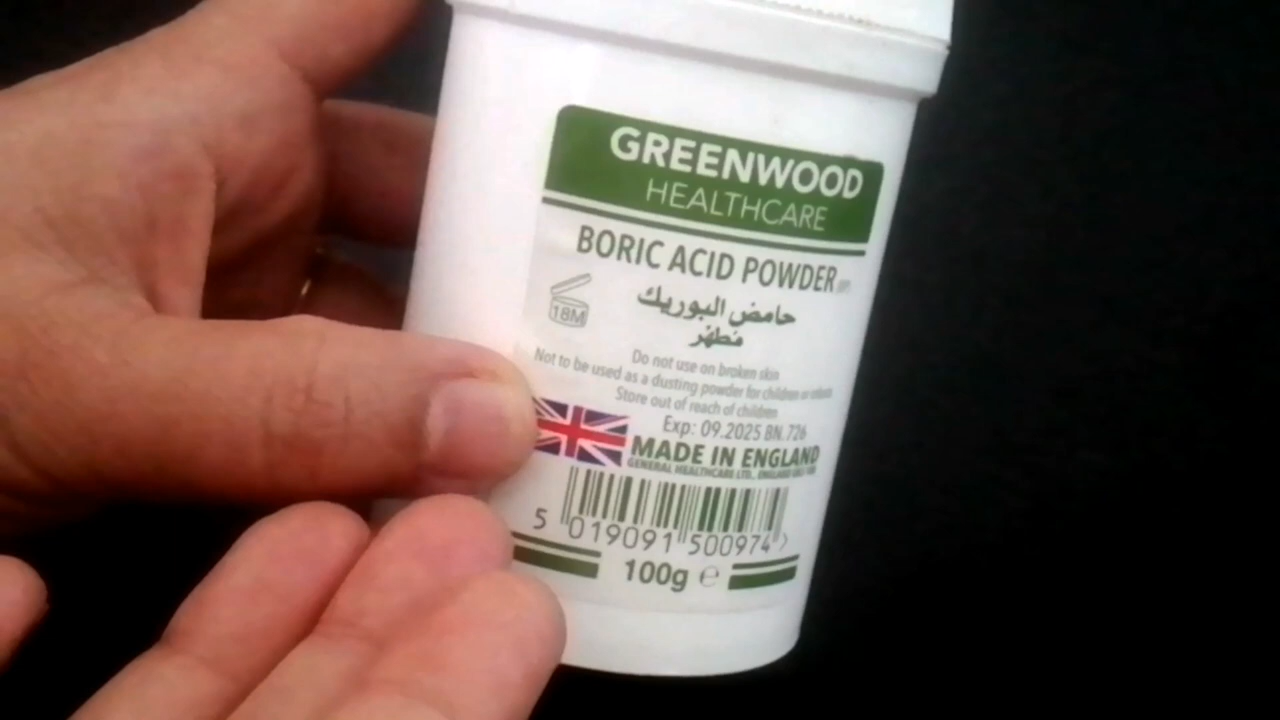 GREENWOOD
HEALTHCARE
BORIC ACID POWDER
حامض البوريك
مُطهّر
18M
Do not use on broken skin
Not to be used as a dusting powder for children or infants
Store out of reach of children
Exp: 09.2025 BN.726
MADE IN ENGLAND
GENERAL HEALTHCARE LTD., ENGLAND
5 019091 500974
100g ℮